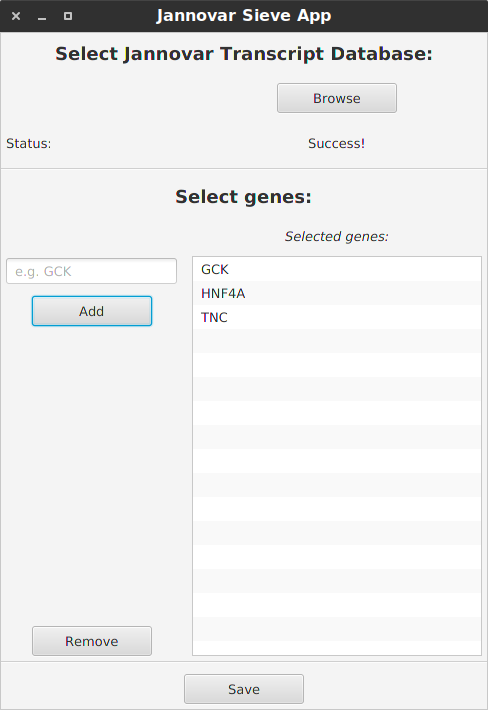 Jannovar Sieve App
Select Jannovar Transcript Database:
Browse
Status: Success!
Select genes:
Selected genes:
e.g. GCK
Add
GCK
HNF4A
TNC
Remove
Save